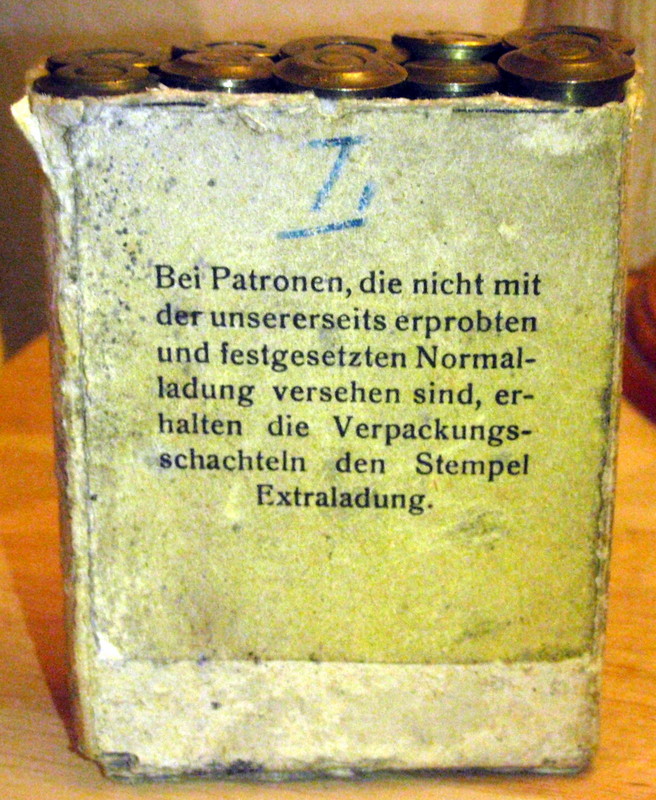 I.
Bei Patronen, die nicht mit
der unsererseits erprobten
und festgesetzten Normal-
ladung versehen sind, er-
halten die Verpackungs-
schachteln den Stempel
Extraladung.